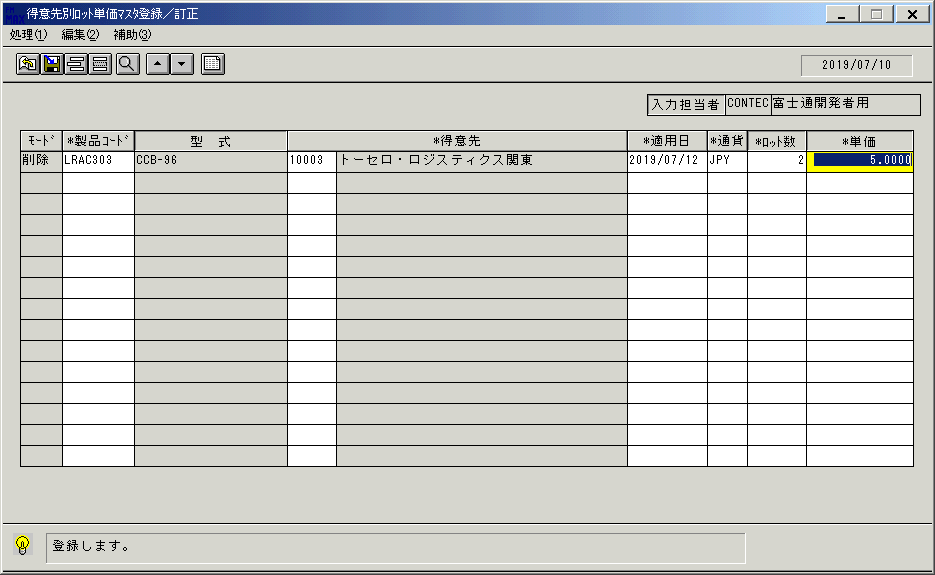 得意先別ﾛｯﾄ単価ﾏｽﾀ登録／訂正
処理(1) 編集(2) 補助(3)
2019/07/10
入力担当者 CONTEC 富士通開発者用
ﾓｰﾄﾞ *製品ｺｰﾄﾞ 型 式 *得意先 *適用日 *通貨 *ﾛｯﾄ数 *単価
削除 LRAC303 CCB-96 10003 トーセロ・ロジスティクス関東 2019/07/12 JPY 2 5.0000
登録します。